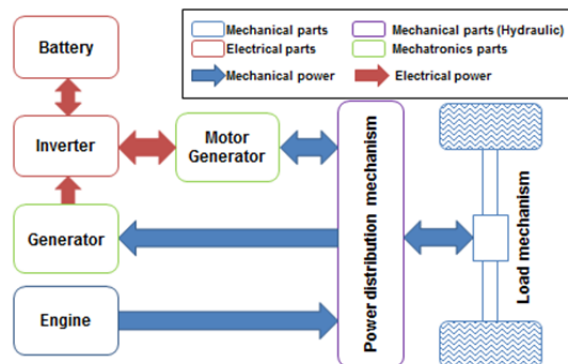 Battery
Mechanical parts
Mechanical parts (Hydraulic)
Electrical parts
Mechatronics parts
Mechanical power
Electrical power
Inverter
Motor
Generator
Generator
Engine
Power distribution mechanism
Load mechanism